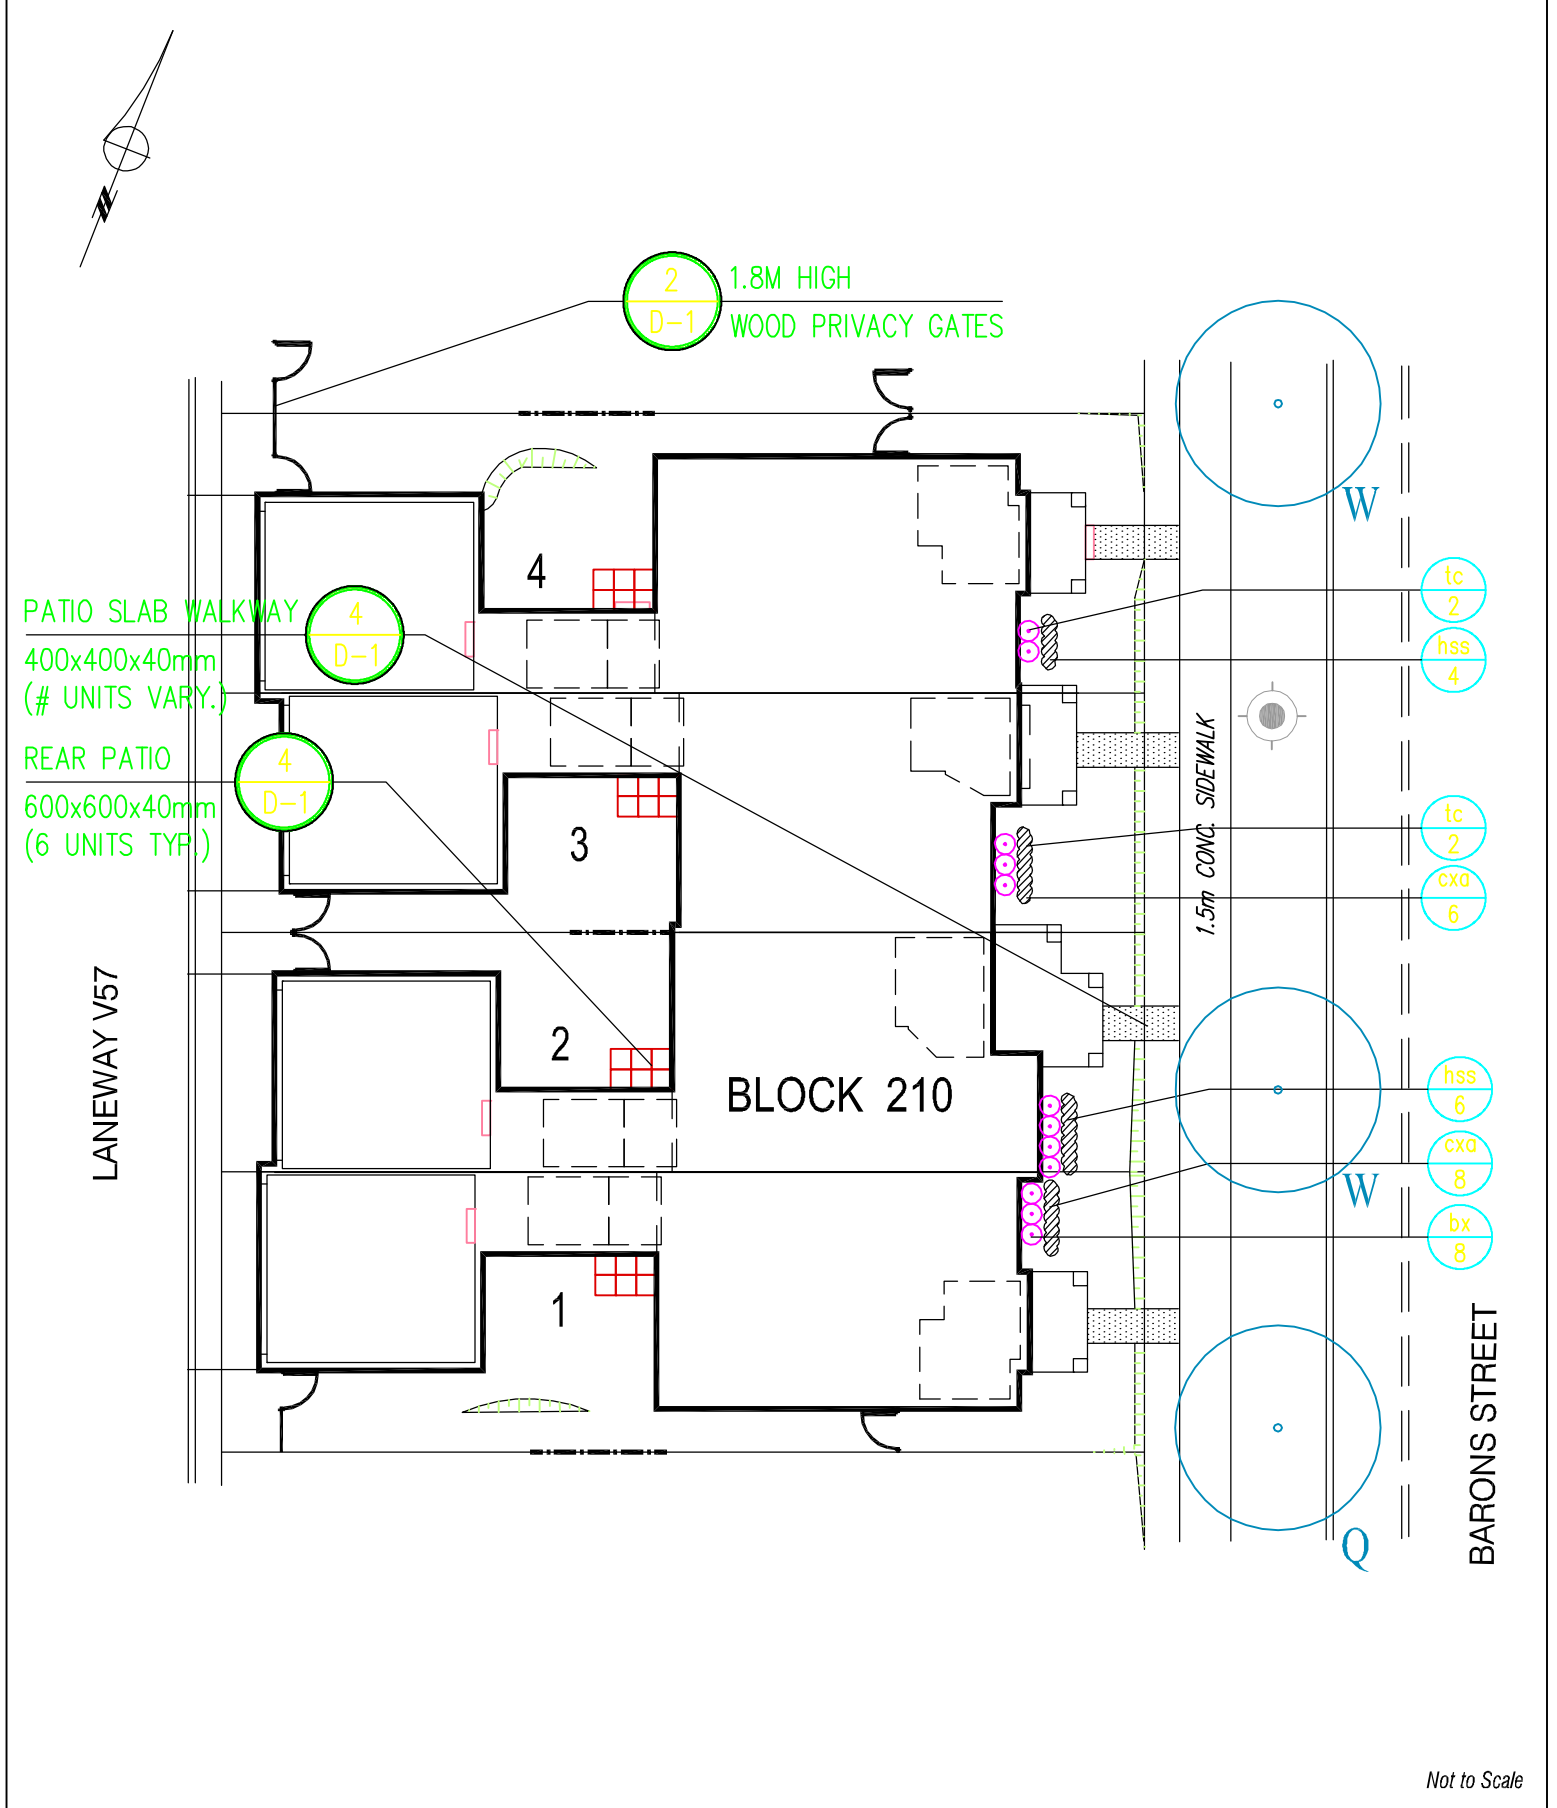 N
2
D-1
1.8M HIGH
WOOD PRIVACY GATES
W
4
PATIO SLAB WALKWAY
400x400x40mm
(# UNITS VARY.)
4
D-1
tc
2
hss
4
REAR PATIO
600x600x40mm
(6 UNITS TYP.)
4
D-1
3
1.5m CONC. SIDEWALK
tc
2
cxa
6
LANEWAY V57
2
BLOCK 210
hss
6
cxa
8
bx
8
W
1
BARONS STREET
Q
Not to Scale